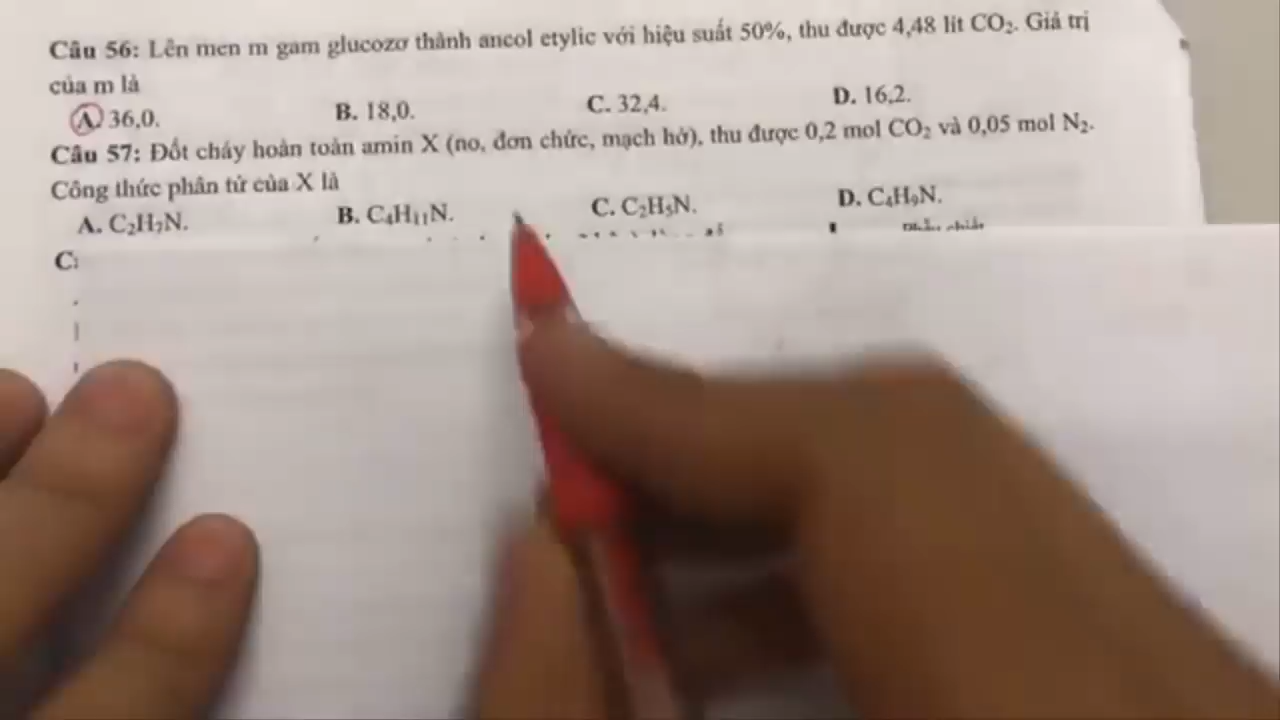 Câu 56: Lên men m gam glucozơ thành ancol etylic với hiệu suất 50%, thu được 4,48 lít CO₂. Giá trị
của m là
A. 36,0. B. 18,0. C. 32,4. D. 16,2.
Câu 57: Đốt cháy hoàn toàn amin X (no, đơn chức, mạch hở), thu được 0,2 mol CO₂ và 0,05 mol N₂.
Công thức phân tử của X là
A. C₂H₇N. B. C₄H₁₁N. C. C₂H₅N. D. C₄H₉N.